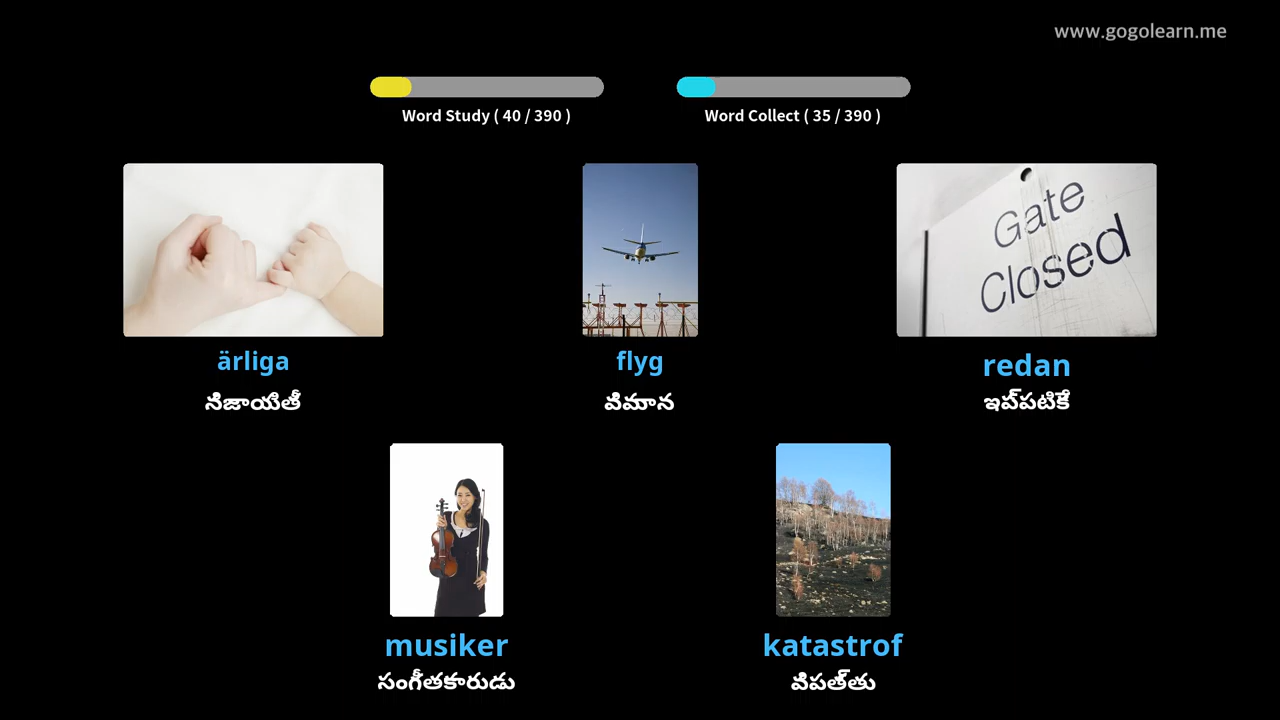 www.gogolearn.me
Word Study ( 40 / 390 )
Word Collect ( 35 / 390 )
Gate
Closed
ärliga
flyg
redan
నిజాయితీ
విమాన
ఇప్పటికే
musiker
katastrof
సంగీతకారుడు
విపత్తు